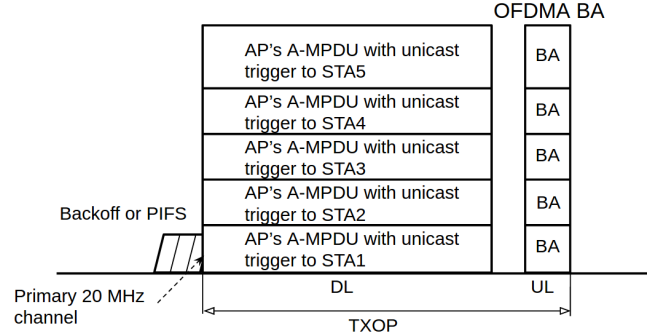 OFDMA BA
AP's A-MPDU with unicast
trigger to STA5
BA
AP's A-MPDU with unicast
trigger to STA4
BA
AP's A-MPDU with unicast
trigger to STA3
BA
AP's A-MPDU with unicast
trigger to STA2
BA
Backoff or PIFS
AP's A-MPDU with unicast
trigger to STA1
BA
Primary 20 MHz
channel
DL
UL
TXOP